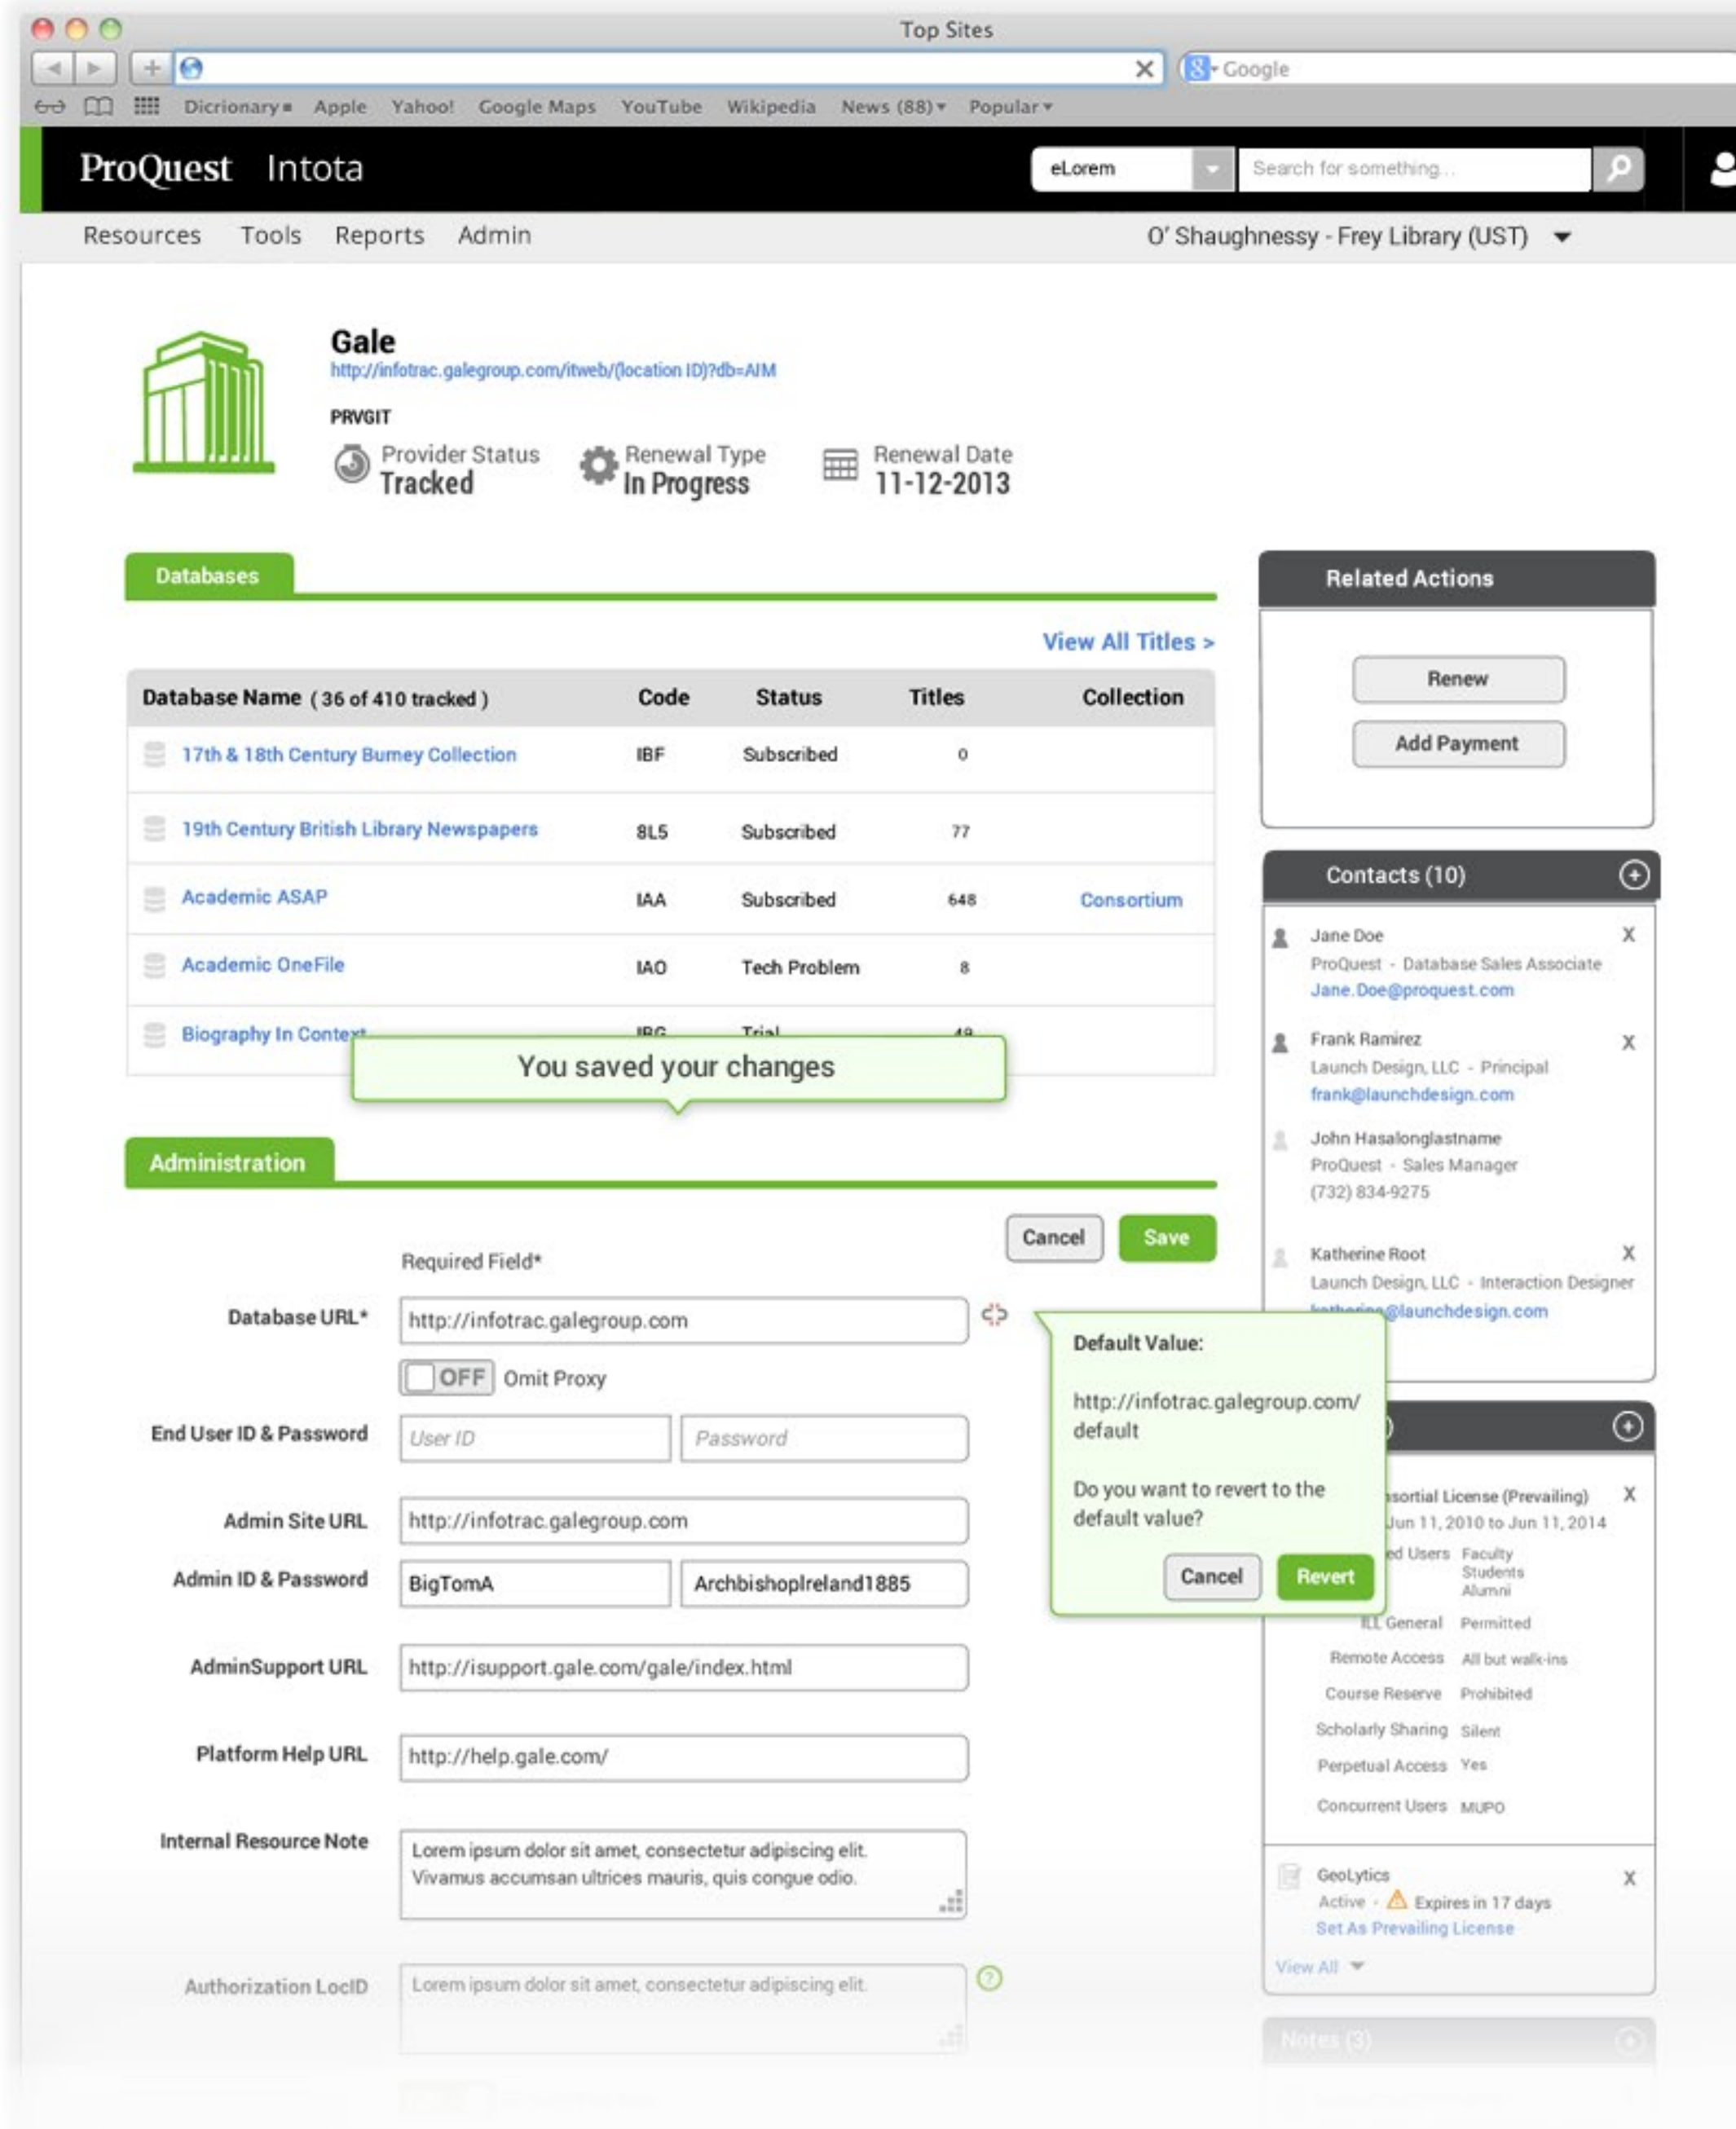 Top Sites
Google
Dicrionary Apple Yahoo! Google Maps YouTube Wikipedia News (88) Popular
ProQuest Intota
eLorem
Search for something...
Resources Tools Reports Admin
O' Shaughnessy - Frey Library (UST)
Gale
http://infotrac.galegroup.com/itweb/(location ID)?db=AIM
PRVGIT
Provider Status Renewal Type Renewal Date
Tracked In Progress 11-12-2013
Databases
View All Titles >
Database Name ( 36 of 410 tracked ) Code Status Titles Collection
17th & 18th Century Burney Collection IBF Subscribed 0
19th Century British Library Newspapers 8L5 Subscribed 77
Academic ASAP IAA Subscribed 648 Consortium
Academic OneFile IAO Tech Problem 8
Biography In Context IBG Trial 49
You saved your changes
Administration
Cancel Save
Required Field*
Database URL* http://infotrac.galegroup.com
OFF Omit Proxy
End User ID & Password User ID Password
Admin Site URL http://infotrac.galegroup.com
Admin ID & Password BigTomA ArchbishopIreland1885
AdminSupport URL http://isupport.gale.com/gale/index.html
Platform Help URL http://help.gale.com/
Internal Resource Note Lorem ipsum dolor sit amet, consectetur adipiscing elit.
Vivamus accumsan ultrices mauris, quis congue odio.
Authorization LocID Lorem ipsum dolor sit amet, consectetur adipiscing elit.
Default Value:
http://infotrac.galegroup.com/
default
Do you want to revert to the
default value?
Cancel Revert
Related Actions
Renew
Add Payment
Contacts (10)
Jane Doe X
ProQuest - Database Sales Associate
Jane.Doe@proquest.com
Frank Ramirez X
Launch Design, LLC - Principal
frank@launchdesign.com
John Hasalonglastname
ProQuest - Sales Manager
(732) 834-9275
Katherine Root X
Launch Design, LLC - Interaction Designer
katherine@launchdesign.com
)
nsortial License (Prevailing) X
Jun 11, 2010 to Jun 11, 2014
ed Users Faculty
Students
Alumni
ILL General Permitted
Remote Access All but walk-ins
Course Reserve Prohibited
Scholarly Sharing Silent
Perpetual Access Yes
Concurrent Users MUPO
GeoLytics X
Active - Expires in 17 days
Set As Prevailing License
View All
Notes (3)